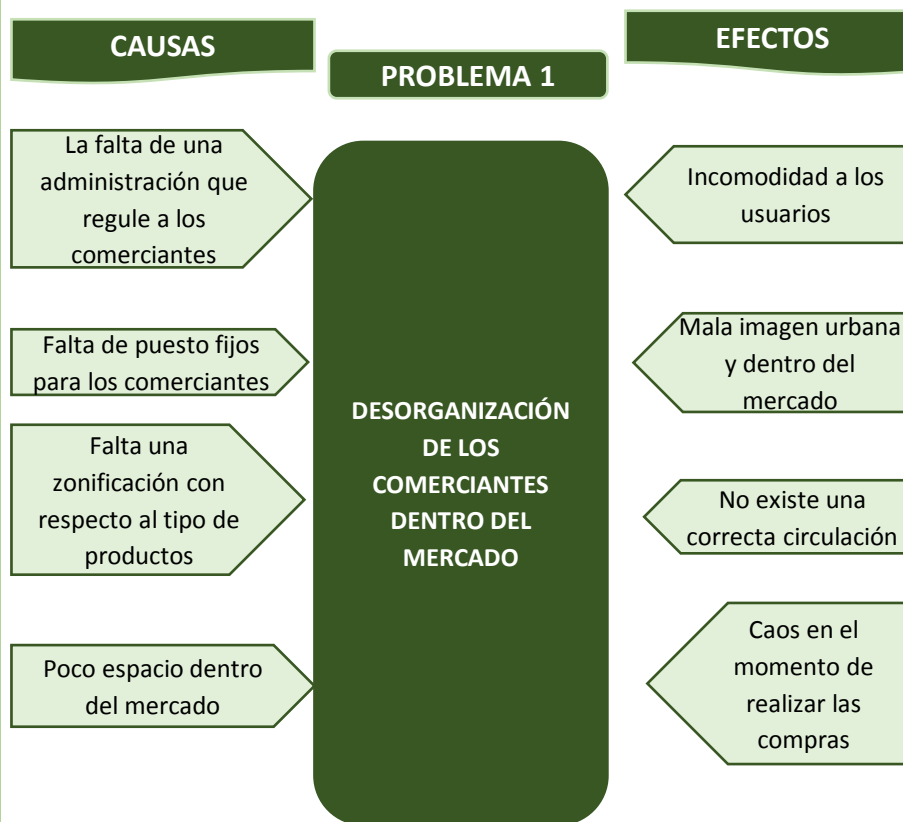 CAUSAS
PROBLEMA 1
EFECTOS
La falta de una
administración que
regule a los
comerciantes
Falta de puesto fijos
para los comerciantes
Falta una
zonificación con
respecto al tipo de
productos
Poco espacio dentro
del mercado
DESORGANIZACIÓN
DE LOS
COMERCIANTES
DENTRO DEL
MERCADO
Incomodidad a los
usuarios
Mala imagen urbana
y dentro del
mercado
No existe una
correcta circulación
Caos en el
momento de
realizar las
compras